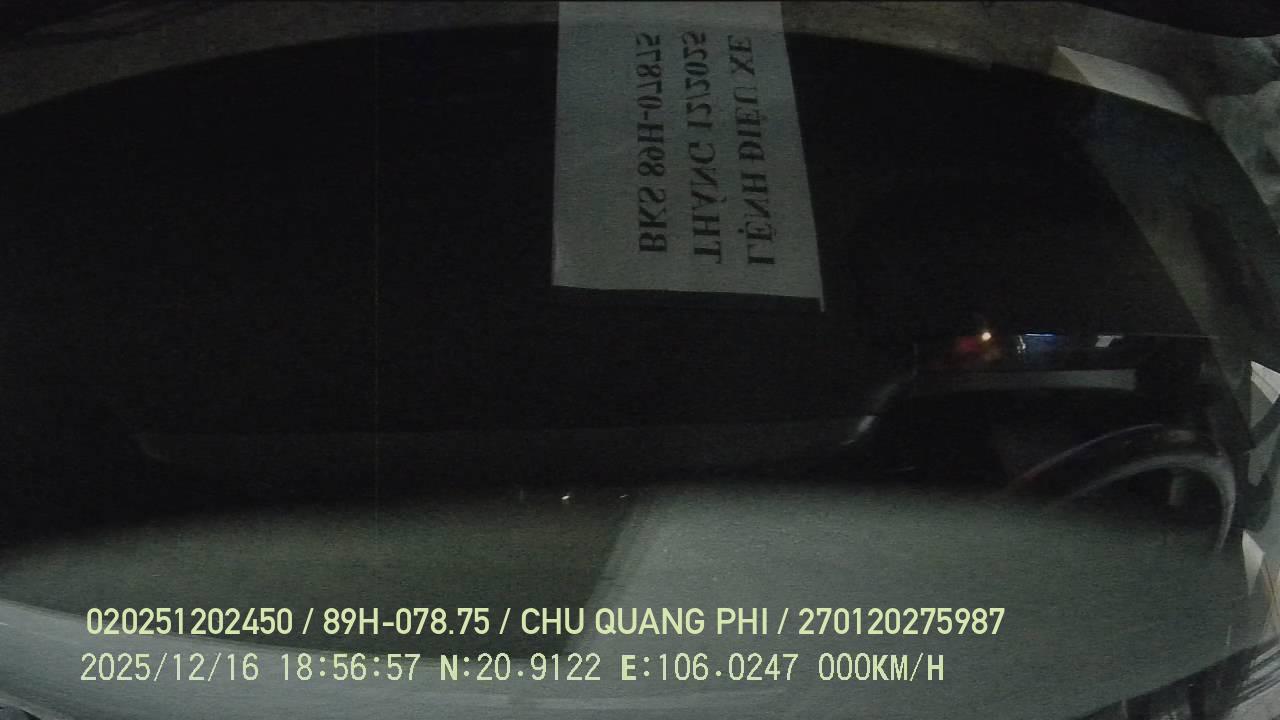 LỆNH ĐIỀU XE
THÁNG 12/2025
BKS 89H-07875
020251202450 / 89H-078.75 / CHU QUANG PHI / 270120275987
2025/12/16 18:56:57 N:20.9122 E:106.0247 000KM/H